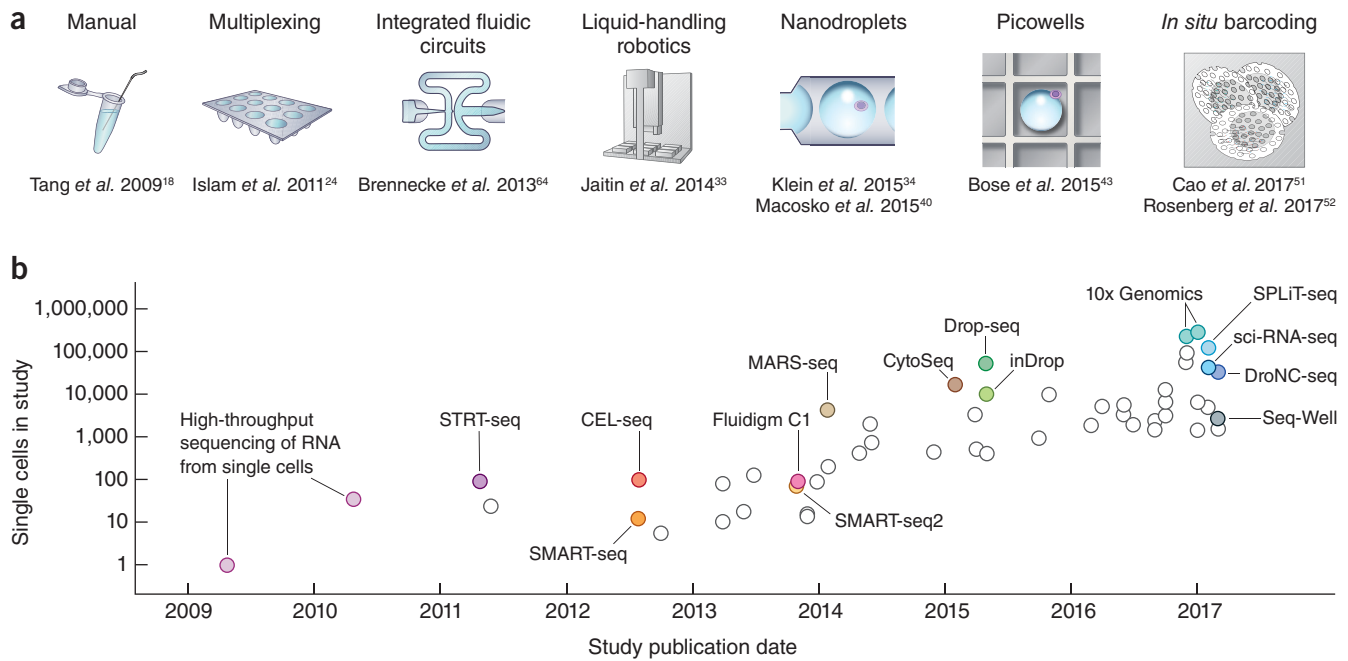 a
Manual
Multiplexing
Integrated fluidic
circuits
Liquid-handling
robotics
Nanodroplets
Picowells
In situ barcoding
Tang et al. 2009¹⁸
Islam et al. 2011²⁴
Brennecke et al. 2013⁶⁴
Jaitin et al. 2014³³
Klein et al. 2015³⁴
Macosko et al. 2015⁴⁰
Bose et al. 2015⁴³
Cao et al. 2017⁵¹
Rosenberg et al. 2017⁵²
b
Single cells in study
1,000,000
100,000
10,000
1,000
100
10
1
High-throughput
sequencing of RNA
from single cells
STRT-seq
CEL-seq
SMART-seq
Fluidigm C1
SMART-seq2
MARS-seq
CytoSeq
Drop-seq
inDrop
10x Genomics
SPLiT-seq
sci-RNA-seq
DroNC-seq
Seq-Well
2009
2010
2011
2012
2013
2014
2015
2016
2017
Study publication date